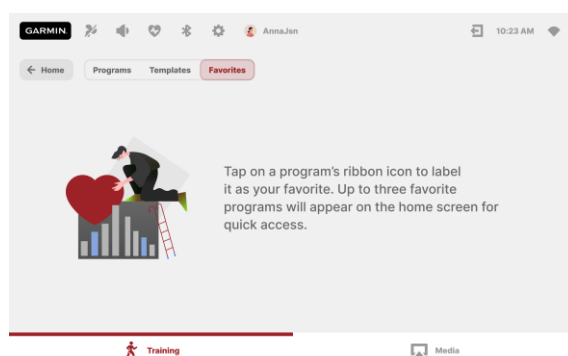 GARMIN.
AnnaJsn
10:23 AM
Home
Programs
Templates
Favorites
Tap on a program's ribbon icon to label
it as your favorite. Up to three favorite
programs will appear on the home screen for
quick access.
Training
Media